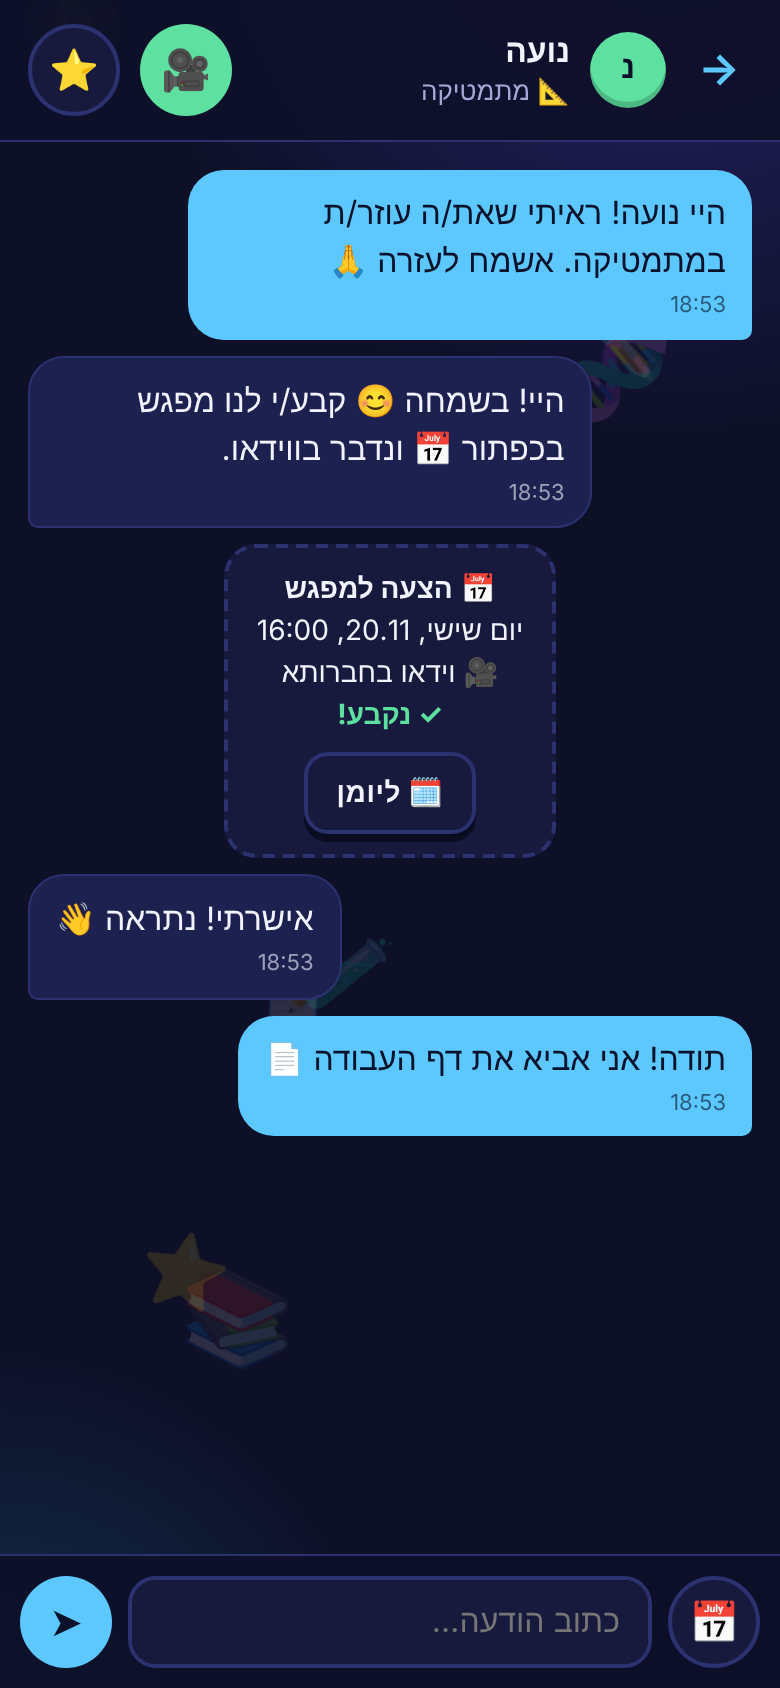 נועה
נ
📐 מתמטיקה
היי נועה! ראיתי שאת/ה עוזר/ת
במתמטיקה. אשמח לעזרה 🙏
18:53
היי! בשמחה 😊 קבע/י לנו מפגש
בכפתור 📅 ונדבר בווידאו.
18:53
📅 הצעה למפגש
יום שישי, 20.11, 16:00
🎥 וידאו בחברותא
✓ נקבע!
🗓️ ליומן
אישרתי! נתראה 👋
18:53
תודה! אני אביא את דף העבודה 📄
18:53
כתוב הודעה...